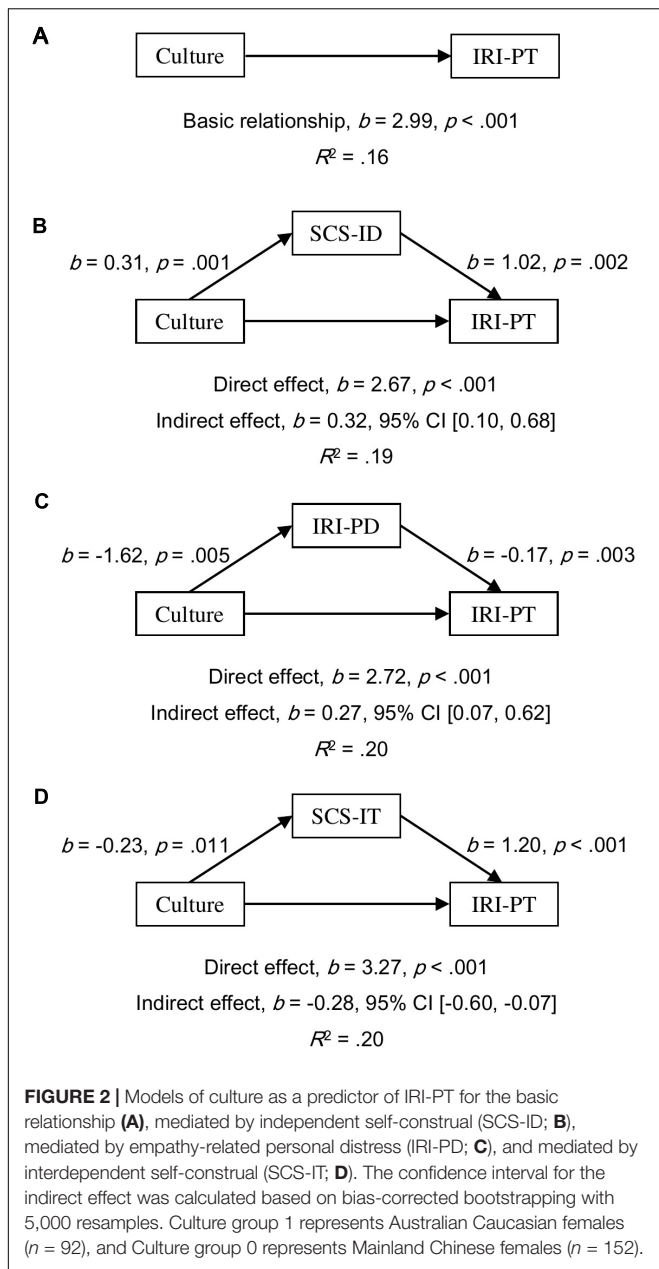 A
Culture
IRI-PT
Basic relationship, b = 2.99, p < .001
R² = .16
B
SCS-ID
b = 0.31, p = .001
b = 1.02, p = .002
Culture
IRI-PT
Direct effect, b = 2.67, p < .001
Indirect effect, b = 0.32, 95% CI [0.10, 0.68]
R² = .19
C
IRI-PD
b = -1.62, p = .005
b = -0.17, p = .003
Culture
IRI-PT
Direct effect, b = 2.72, p < .001
Indirect effect, b = 0.27, 95% CI [0.07, 0.62]
R² = .20
D
SCS-IT
b = -0.23, p = .011
b = 1.20, p < .001
Culture
IRI-PT
Direct effect, b = 3.27, p < .001
Indirect effect, b = -0.28, 95% CI [-0.60, -0.07]
R² = .20
FIGURE 2 | Models of culture as a predictor of IRI-PT for the basic
relationship (A), mediated by independent self-construal (SCS-ID; B),
mediated by empathy-related personal distress (IRI-PD; C), and mediated by
interdependent self-construal (SCS-IT; D). The confidence interval for the
indirect effect was calculated based on bias-corrected bootstrapping with
5,000 resamples. Culture group 1 represents Australian Caucasian females
(n = 92), and Culture group 0 represents Mainland Chinese females (n = 152).